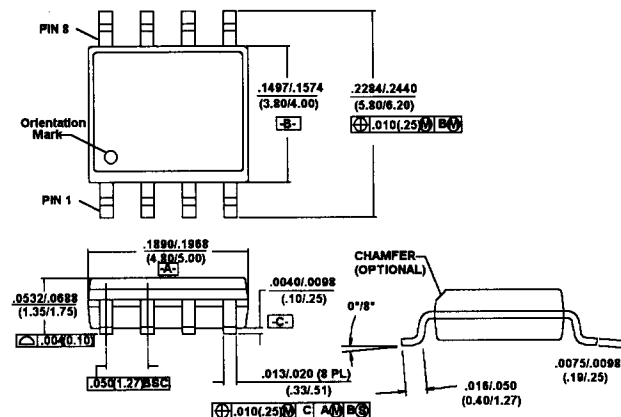 PIN 8
.1497/.1574
(3.80/4.00)
-B-
.2284/.2440
(5.80/6.20)
⌖ .010(.25)Ⓜ BⓂ
Orientation
Mark
PIN 1
.1890/.1968
(4.80/5.00)
-A-
.0532/.0688
(1.35/1.75)
.0040/.0098
(.10/.25)
-C-
⌓ .004(0.10)
.050(1.27)BSC
.013/.020 (8 PL)
(.33/.51)
⌖ .010(.25)Ⓜ C AⓂ BⓈ
CHAMFER
(OPTIONAL)
0°/8°
.0075/.0098
(.19/.25)
.016/.050
(0.40/1.27)